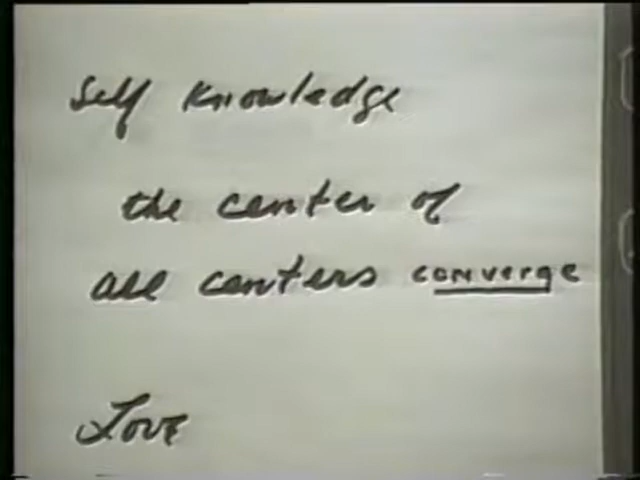 Self Knowledge
the center of
all centers converge
Love